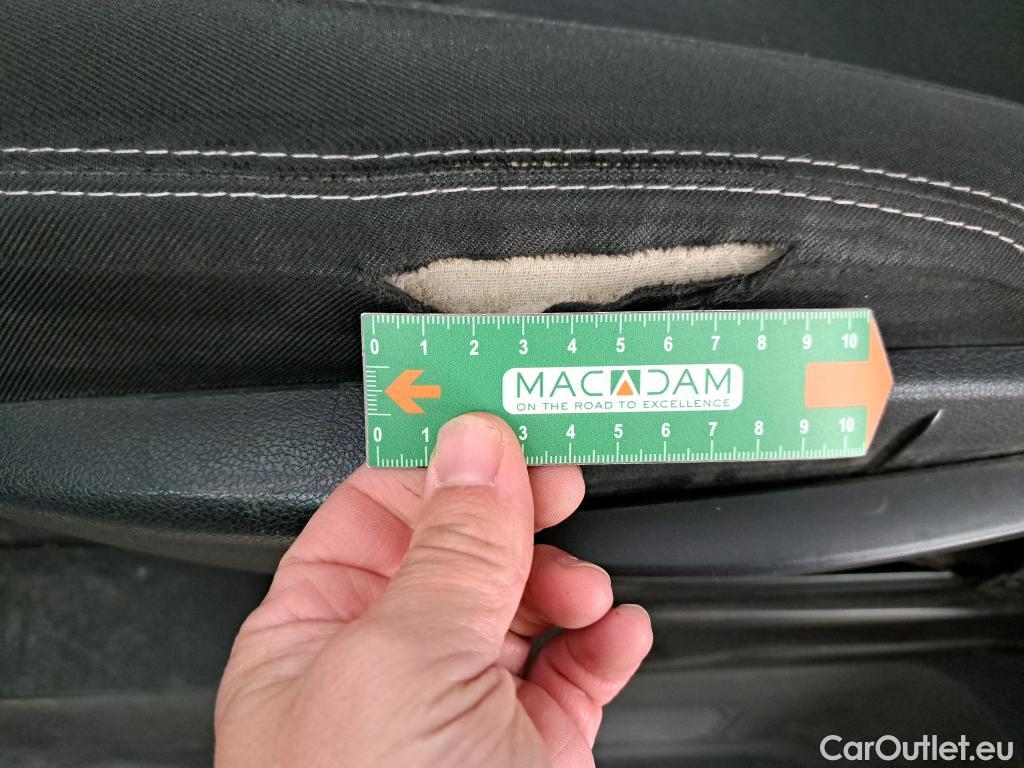 0 1 2 3 4 5 6 7 8 9 10
MACADAM
ON THE ROAD TO EXCELLENCE
0 1 3 4 5 6 7 8 9 10
CarOutlet.eu